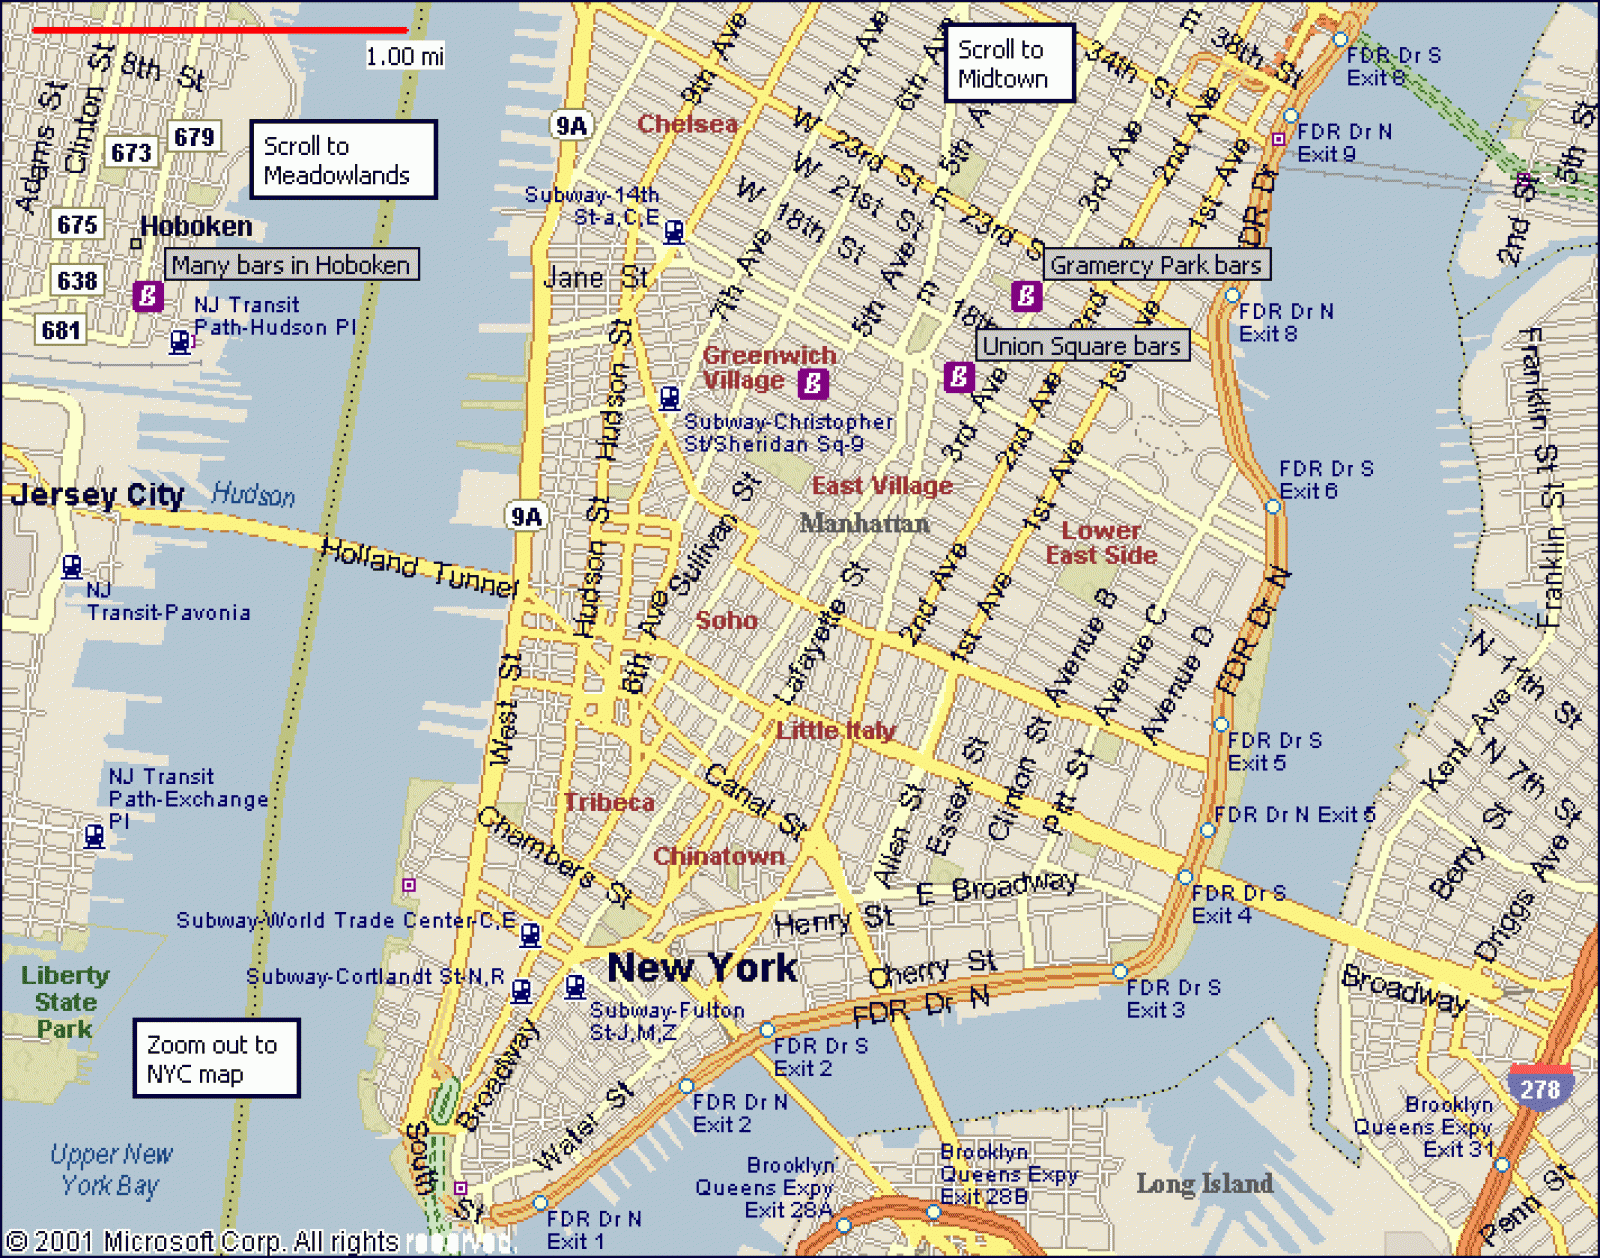 1.00 mi
8th St
Adams St
Clinton St
673
679
675
638
681
Scroll to
Meadowlands
Hoboken
Many bars in Hoboken
B
NJ Transit
Path-Hudson Pl
Jersey City
Hudson
Holland Tunnel
NJ
Transit-Pavonia
NJ Transit
Path-Exchange
Pl
Liberty
State
Park
Zoom out to
NYC map
Upper New
York Bay
© 2001 Microsoft Corp. All rights reserved.
9A
9th Ave
Chelsea
7th Ave
6th Av
5th A
Scroll to
Midtown
34th St
E 38th St
FDR Dr S
Exit 8
FDR Dr N
Exit 9
5th St
2nd St
W 23rd St
W 21st St
W 18th St
E 23rd S
3rd Ave
2nd Ave
1st Ave
FDR Dr
Subway-14th
St-a,C,E
Jane St
7th Ave
5th Ave
E 18th
Gramercy Park bars
B
2nd Ave
Union Square bars
B
FDR Dr N
Exit 8
Greenwich
Village
B
Hudson St
Subway-Christopher
St/Sheridan Sq-9
3rd Ave
2nd Ave
1st Ave
Franklin St
FDR Dr S
Exit 6
9A
East Village
Manhattan
Lower
East Side
Sullivan St
Hudson St
6th Ave
Soho
Lafayette St
2nd Ave
1st Ave
Avenue B
Avenue C
Avenue D
FDR Dr N
Franklin St
N 11th St
West St
Little Italy
Tribeca
Canal St
Chambers St
Chinatown
Allen St
Essex St
Clinton St
Pitt St
FDR Dr S
Exit 5
FDR Dr N Exit 5
Kent Ave
N 7th St
Berry St
Driggs Ave
E Broadway
Henry St
FDR Dr S
Exit 4
Subway-World Trade Center-C,E
Subway-Cortlandt St-N,R
New York
Subway-Fulton
St-J,M,Z
Cherry St
FDR Dr N
FDR Dr S
Exit 3
Broadway
FDR Dr S
Exit 2
FDR Dr N
Exit 2
Broadway
Water St
South St
FDR Dr N
Exit 1
278
Brooklyn
Queens Expy
Exit 31
Brooklyn
Queens Expy
Exit 28A
Brooklyn
Queens Expy
Exit 28B
Long Island
Penn St